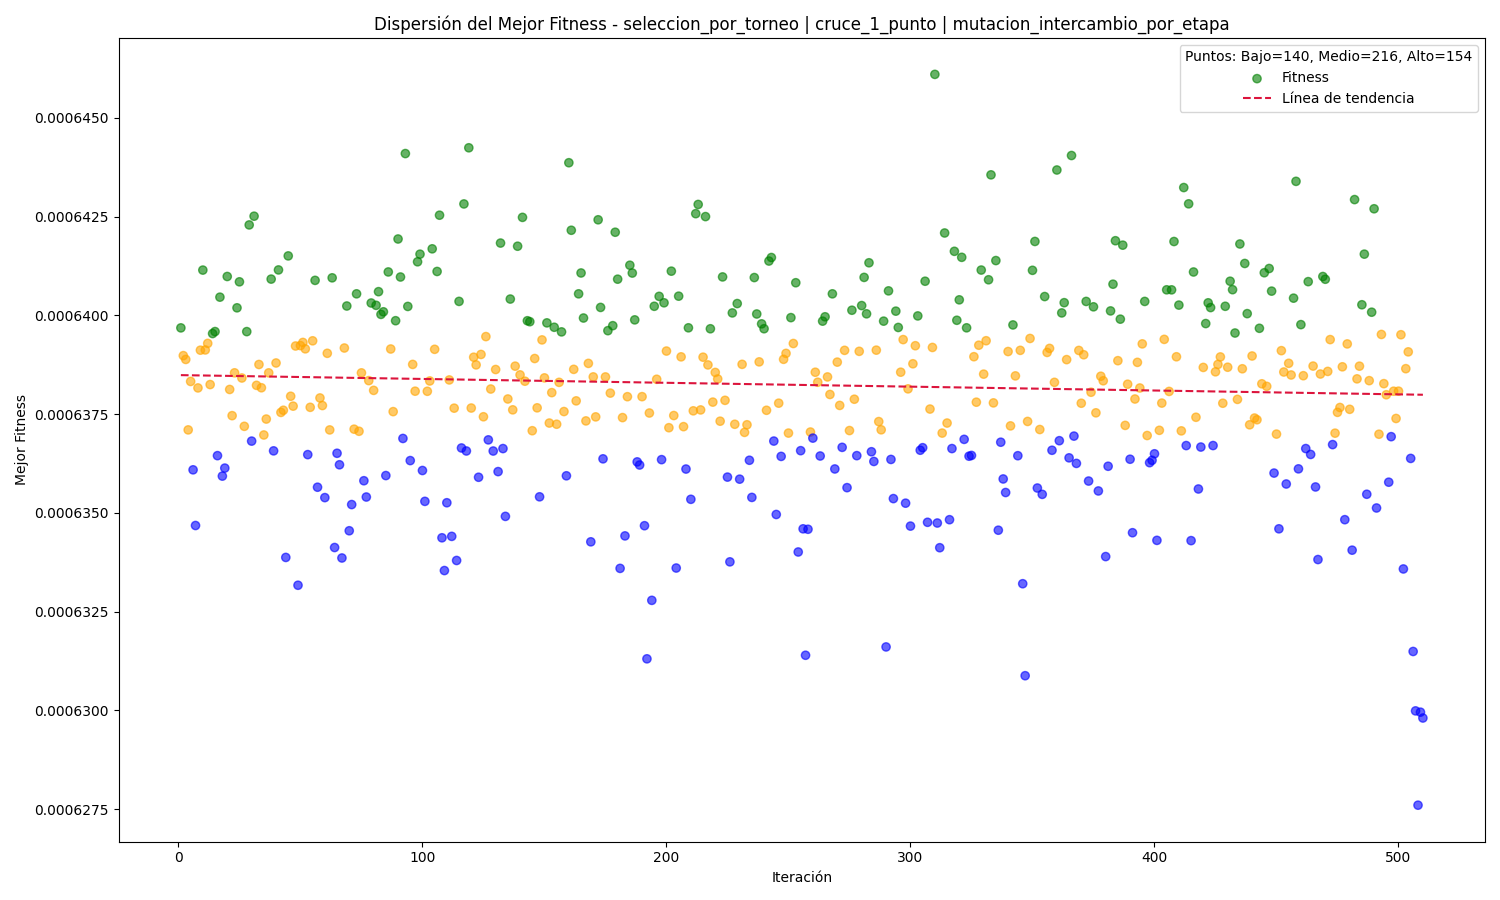 Dispersión del Mejor Fitness - seleccion_por_torneo | cruce_1_punto | mutacion_intercambio_por_etapa
Puntos: Bajo=140, Medio=216, Alto=154
Fitness
Línea de tendencia
Mejor Fitness
0.0006450
0.0006425
0.0006400
0.0006375
0.0006350
0.0006325
0.0006300
0.0006275
0
100
200
300
400
500
Iteración